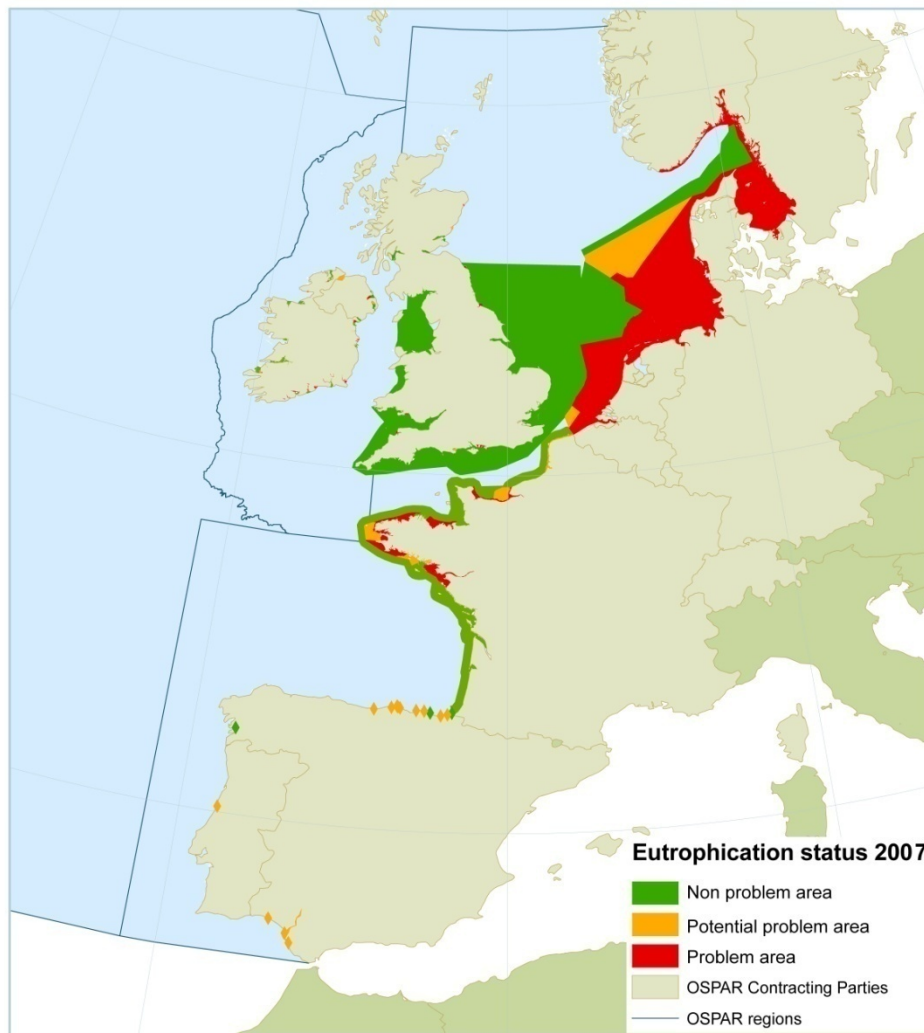 Eutrophication status 2007
Non problem area
Potential problem area
Problem area
OSPAR Contracting Parties
OSPAR regions